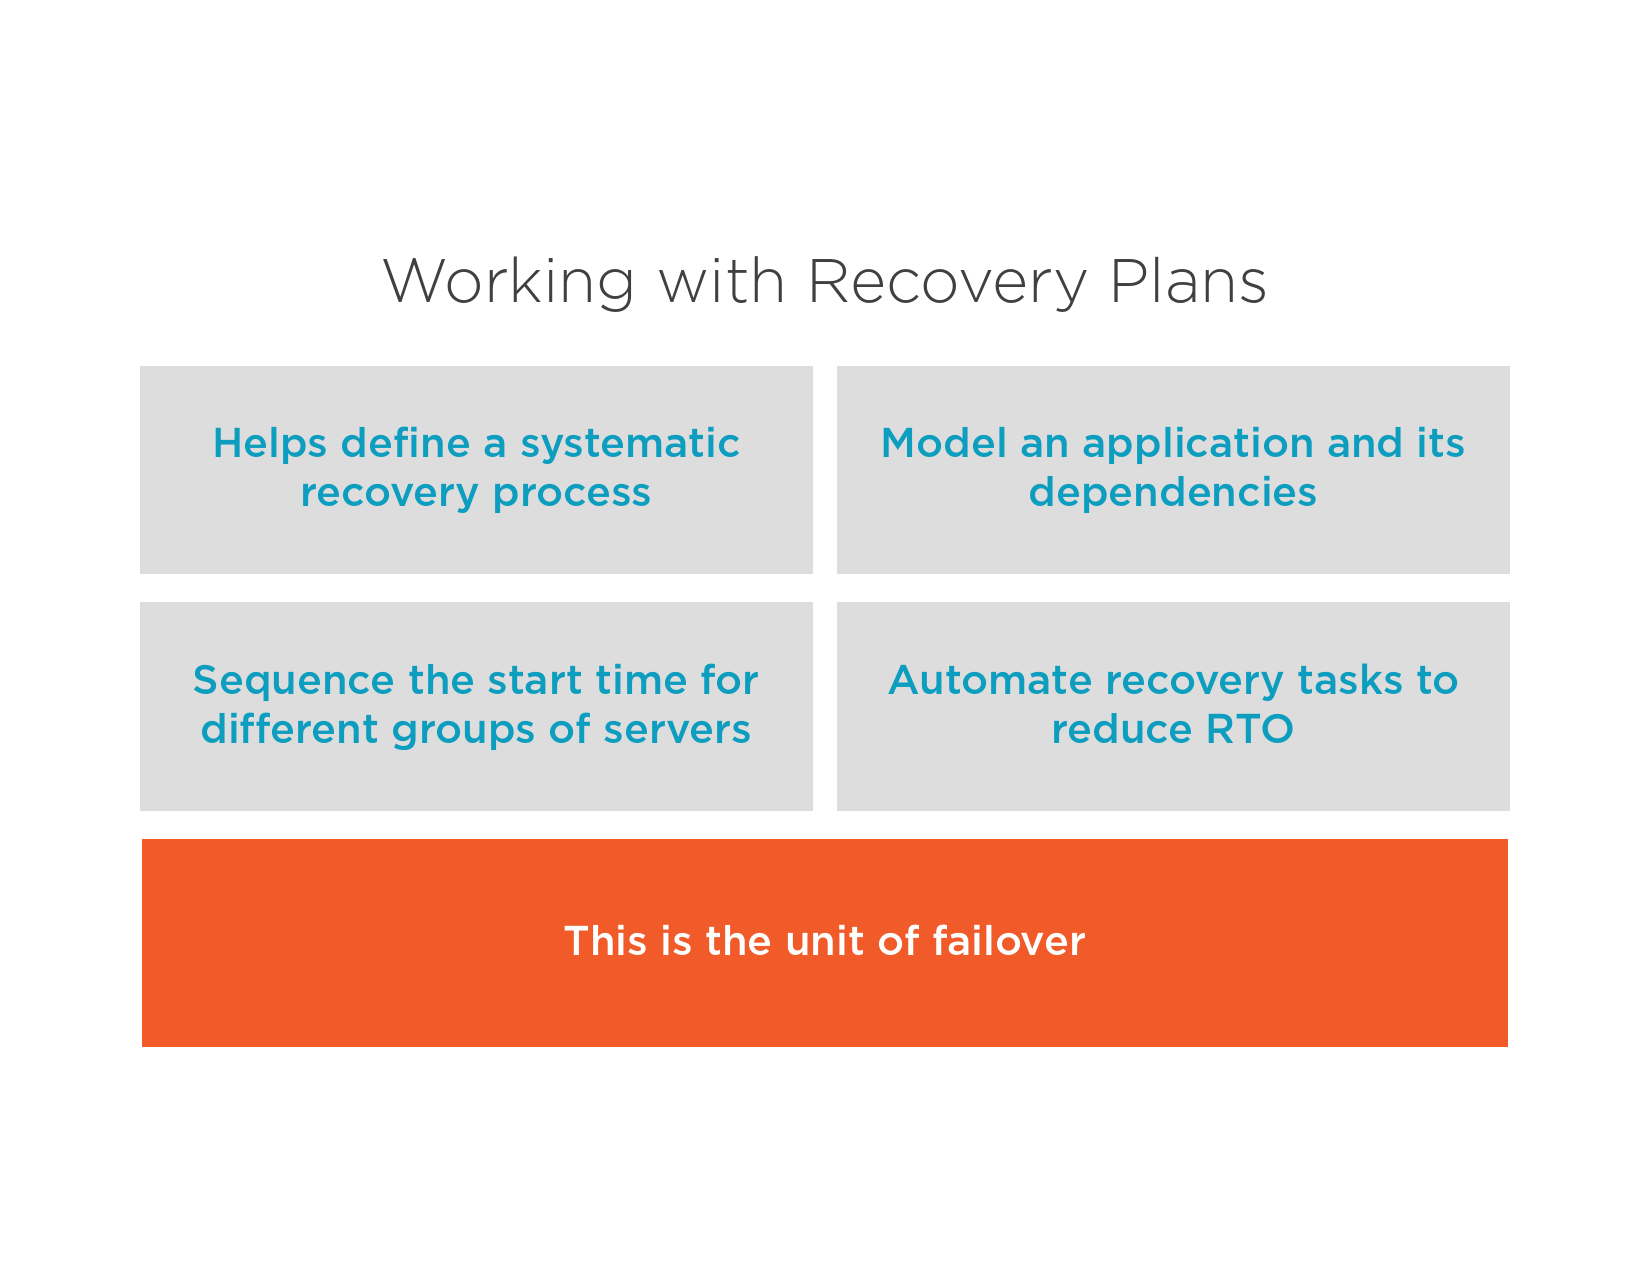 Working with Recovery Plans
Helps define a systematic
recovery process
Model an application and its
dependencies
Sequence the start time for
different groups of servers
Automate recovery tasks to
reduce RTO
This is the unit of failover